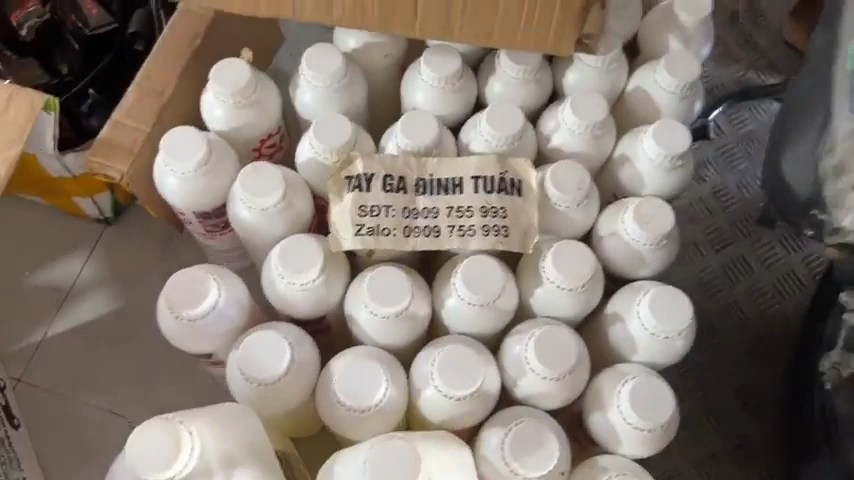 TAY GA ĐÌNH TUẤN
SĐT: 0909 755 993
Zalo: 0909 755 993